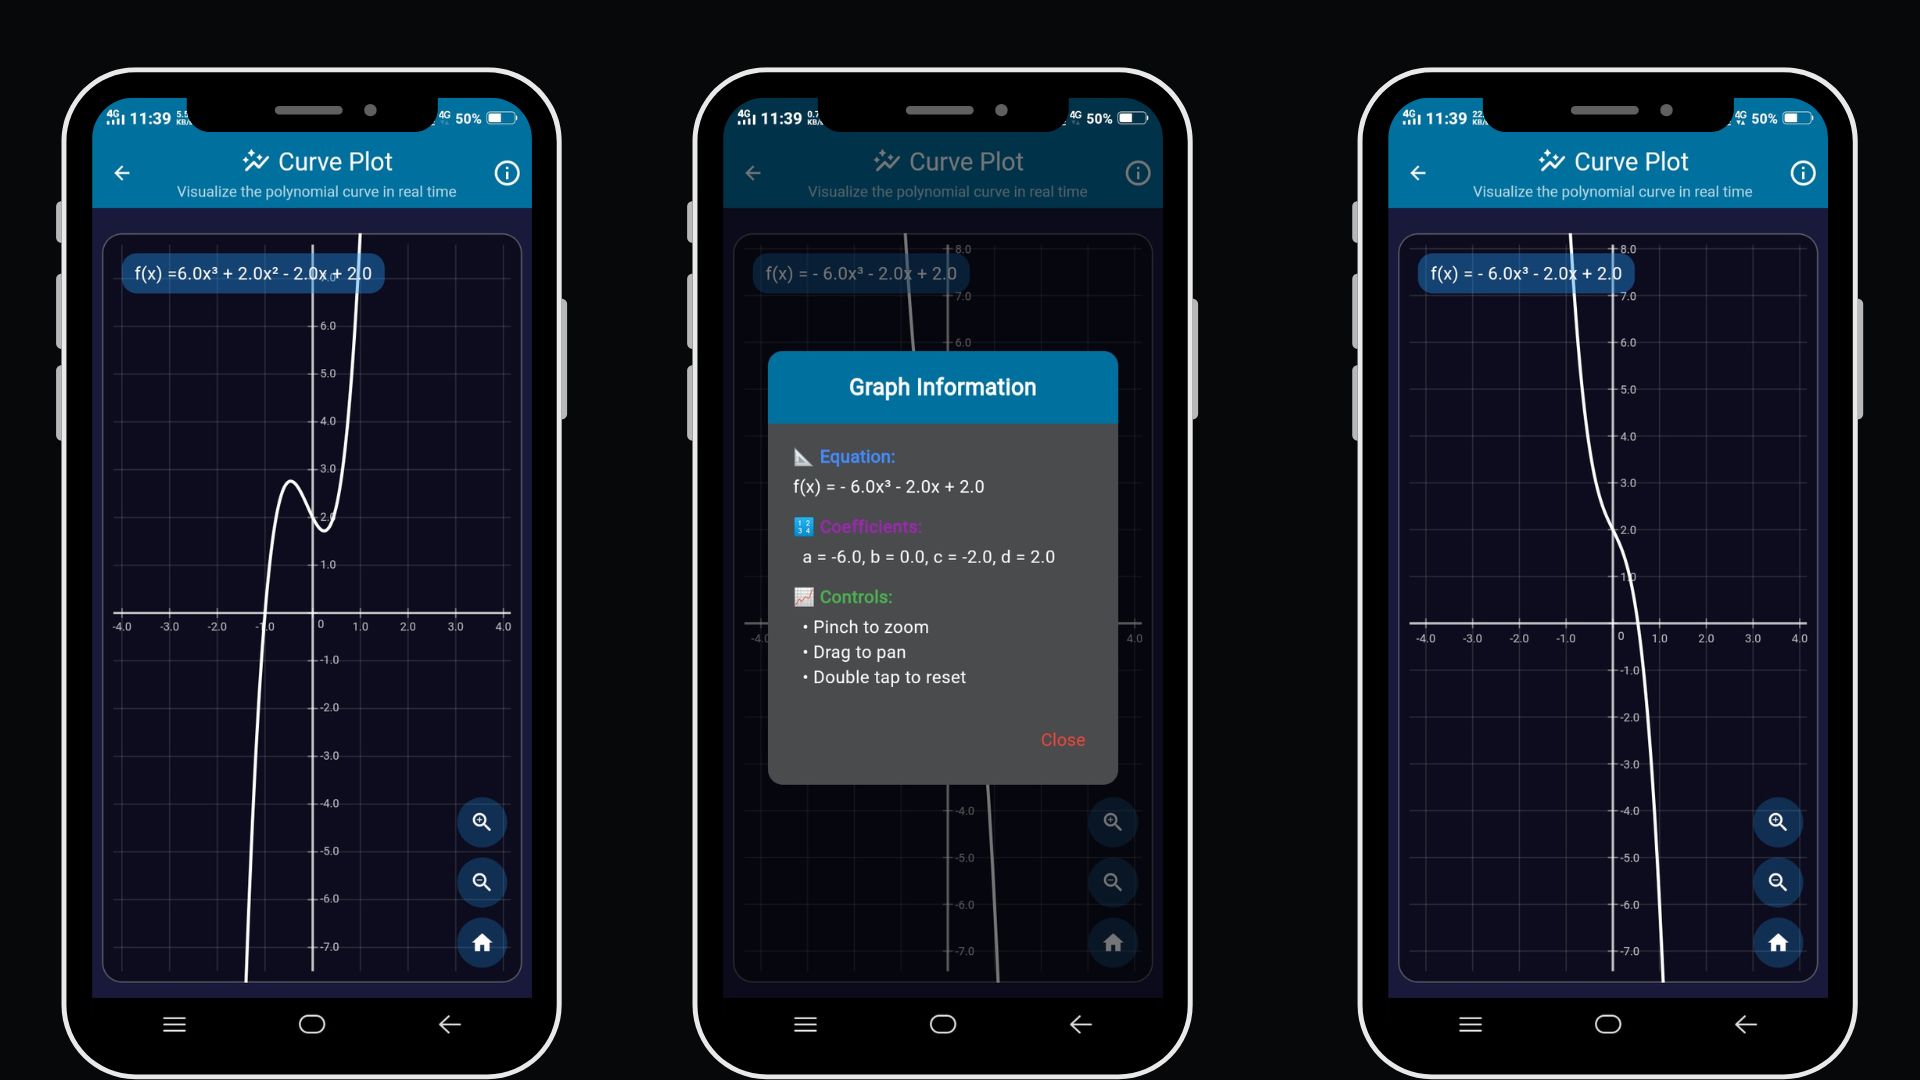 4G 11:39 4G 50%
Curve Plot
Visualize the polynomial curve in real time
f(x) =6.0x³ + 2.0x² - 2.0x + 2.0
7.0
6.0
5.0
4.0
3.0
2.0
1.0
-4.0 -3.0 -2.0 -1.0 0 1.0 2.0 3.0 4.0
-1.0
-2.0
-3.0
-4.0
-5.0
-6.0
-7.0
4G 11:39 4G 50%
Curve Plot
Visualize the polynomial curve in real time
8.0
f(x) = - 6.0x³ - 2.0x + 2.0
7.0
6.0
Graph Information
Equation:
f(x) = - 6.0x³ - 2.0x + 2.0
Coefficients:
a = -6.0, b = 0.0, c = -2.0, d = 2.0
Controls:
• Pinch to zoom
• Drag to pan
• Double tap to reset
Close
4.0
-4.0
-5.0
-6.0
-7.0
4G 11:39 4G 50%
Curve Plot
Visualize the polynomial curve in real time
8.0
f(x) = - 6.0x³ - 2.0x + 2.0
7.0
6.0
5.0
4.0
3.0
2.0
1.0
-4.0 -3.0 -2.0 -1.0 0 1.0 2.0 3.0 4.0
-1.0
-2.0
-3.0
-4.0
-5.0
-6.0
-7.0